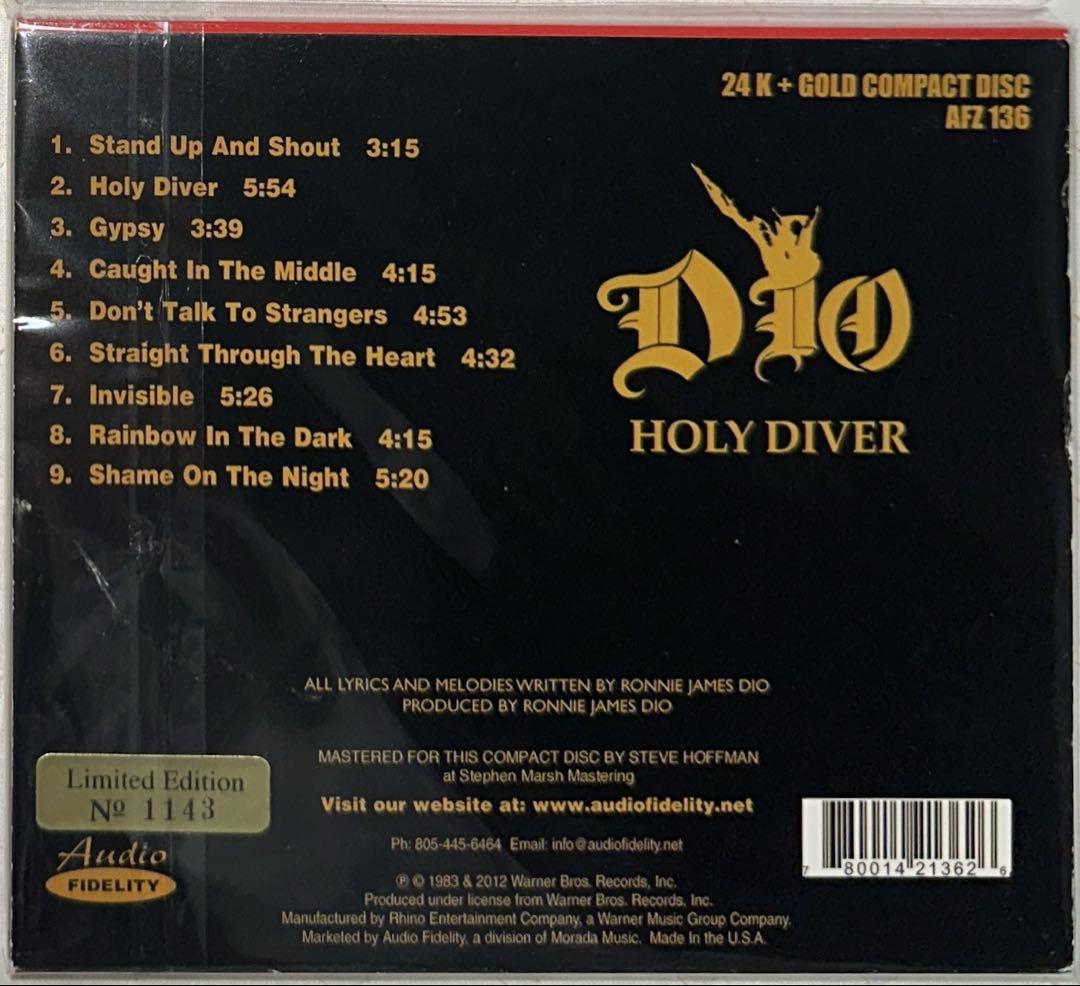 24 K + GOLD COMPACT DISC
AFZ 136
1. Stand Up And Shout 3:15
2. Holy Diver 5:54
3. Gypsy 3:39
4. Caught In The Middle 4:15
5. Don't Talk To Strangers 4:53
6. Straight Through The Heart 4:32
7. Invisible 5:26
8. Rainbow In The Dark 4:15
9. Shame On The Night 5:20
DIO
HOLY DIVER
ALL LYRICS AND MELODIES WRITTEN BY RONNIE JAMES DIO
PRODUCED BY RONNIE JAMES DIO
MASTERED FOR THIS COMPACT DISC BY STEVE HOFFMAN
at Stephen Marsh Mastering
Visit our website at: www.audiofidelity.net
Ph: 805-445-6464 Email: info@audiofidelity.net
℗ © 1983 & 2012 Warner Bros. Records, Inc.
Produced under license from Warner Bros. Records, Inc.
Manufactured by Rhino Entertainment Company, a Warner Music Group Company.
Marketed by Audio Fidelity, a division of Morada Music. Made In the U.S.A.
Limited Edition
Nº 1143
Audio
FIDELITY
7 80014 21362 6